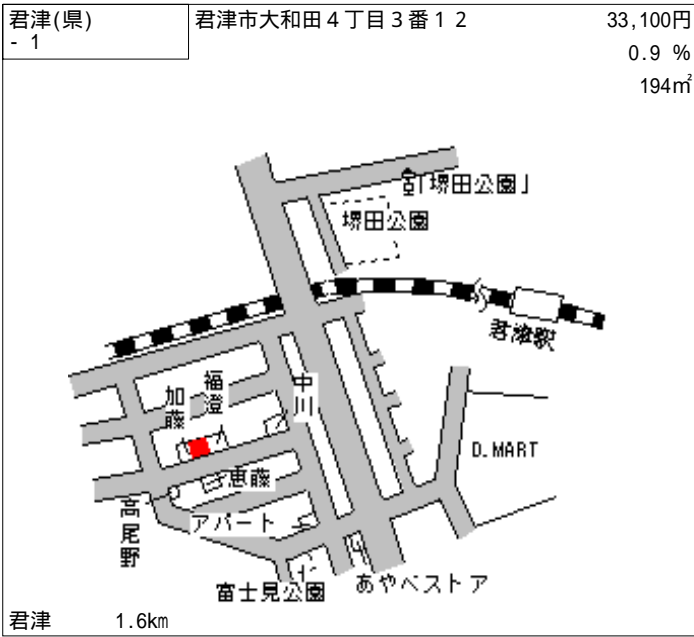 君津(県)
- 1
君津市大和田４丁目３番１２
33,100円
0.9 %
194㎡
「堺田公園」
堺田公園
君津駅
福澄
加藤
中川
D.MART
恵藤
高尾野
アパート
富士見公園
あやべストア
君津 1.6km